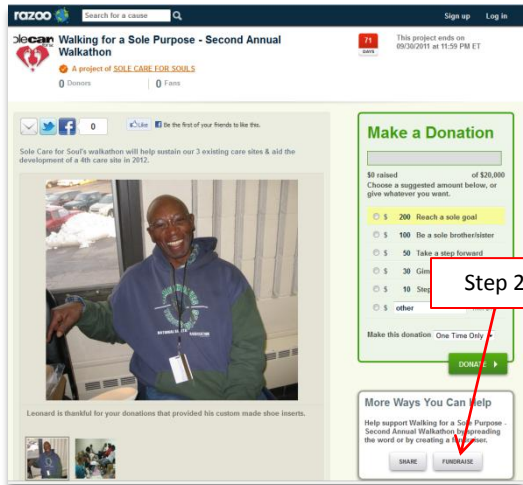 razoo
Search for a cause
Sign up Log in
Walking for a Sole Purpose - Second Annual
Walkathon
A project of SOLE CARE FOR SOULS
0 Donors 0 Fans
71
DAYS
This project ends on
09/30/2011 at 11:59 PM ET
0
Like
Be the first of your friends to like this.
Sole Care for Soul's walkathon will help sustain our 3 existing care sites & aid the
development of a 4th care site in 2012.
Leonard is thankful for your donations that provided his custom made shoe inserts.
Make a Donation
$0 raised of $20,000
Choose a suggested amount below, or
give whatever you want.
$ 200 Reach a sole goal
$ 100 Be a sole brother/sister
$ 50 Take a step forward
$ 30
$ 10
$ other
Step 2
Make this donation One Time Only
DONATE
More Ways You Can Help
Help support Walking for a Sole Purpose -
Second Annual Walkathon by spreading
the word or by creating a fundraiser.
SHARE FUNDRAISE